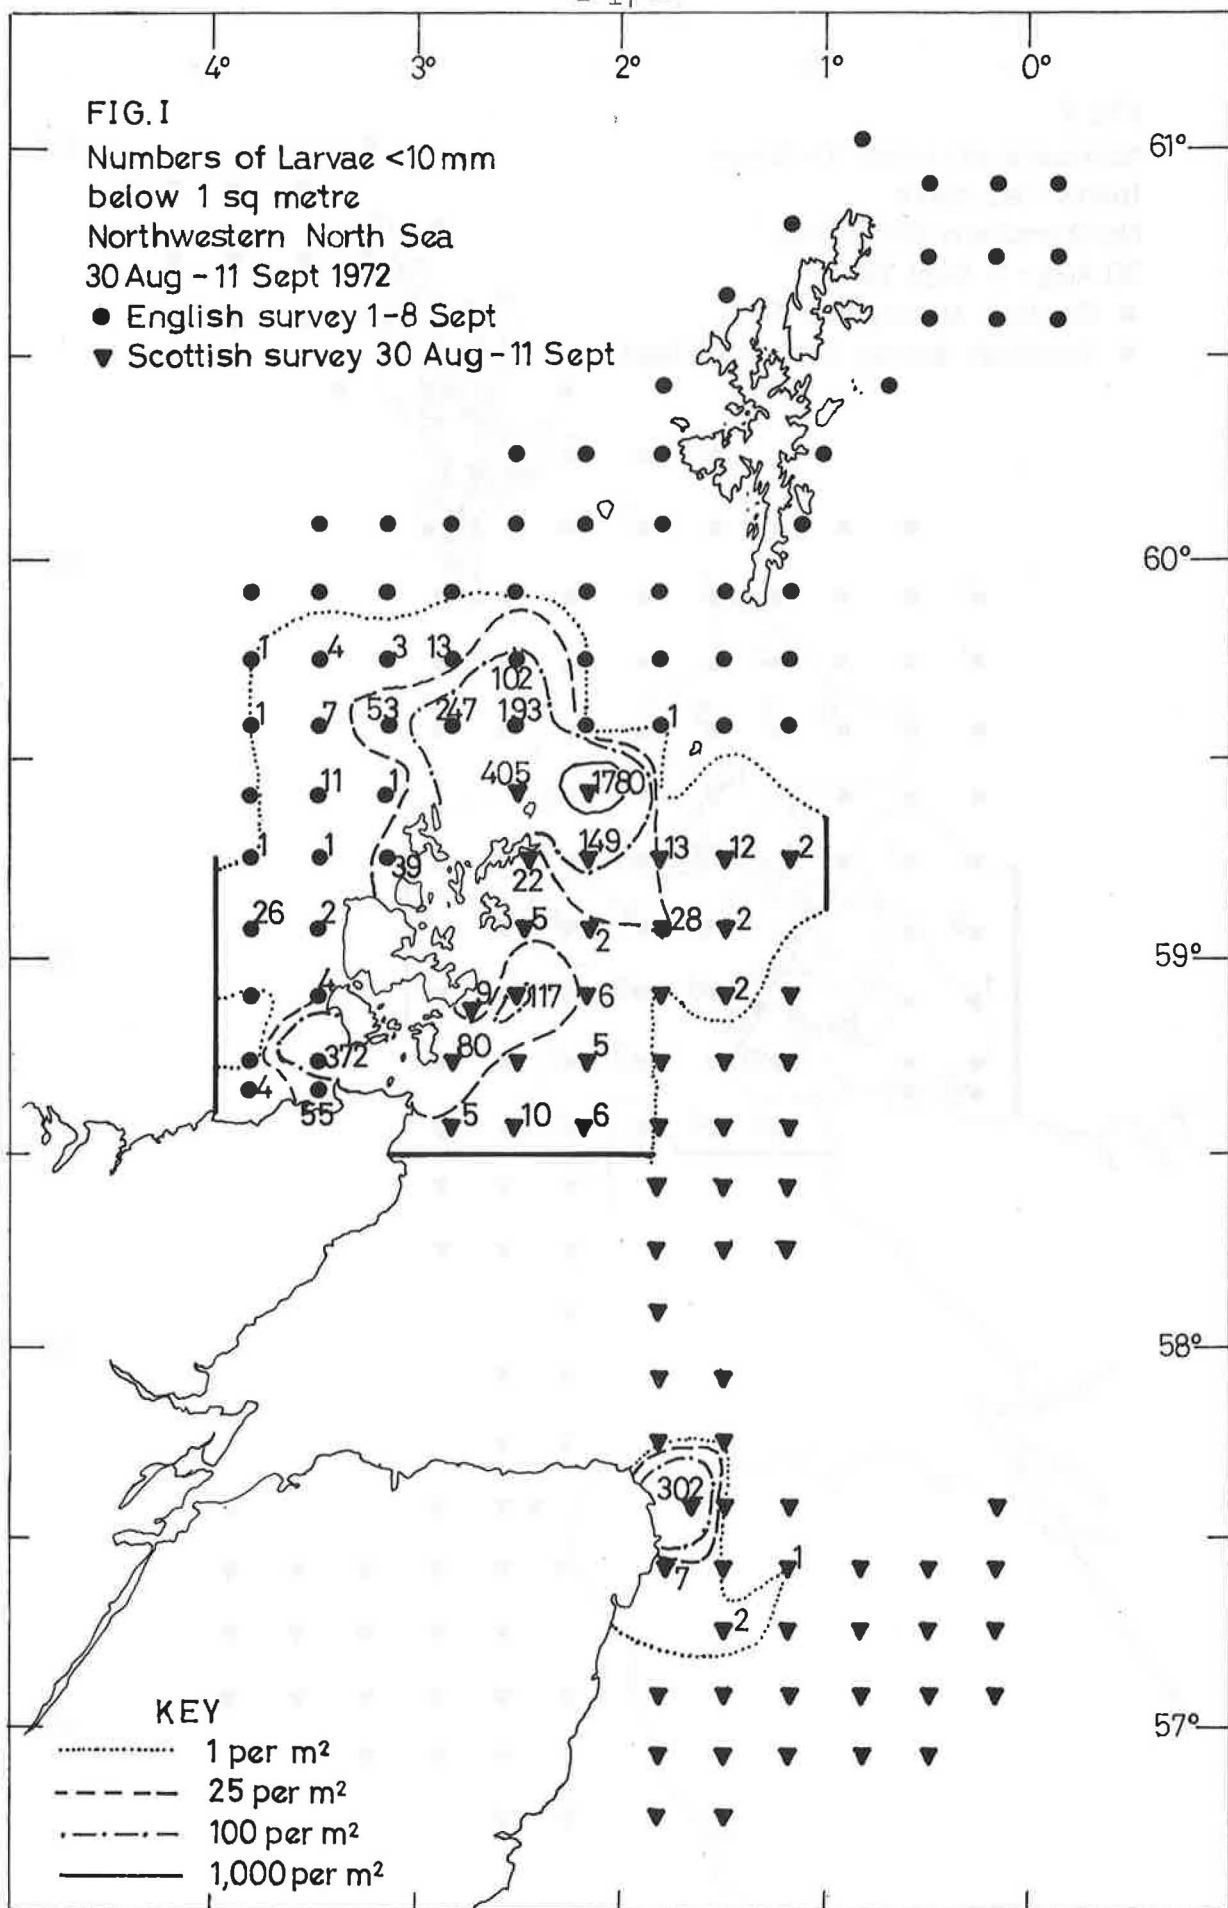 4° 3° 2° 1° 0°
FIG. I
Numbers of Larvae <10 mm
below 1 sq metre
Northwestern North Sea
30 Aug - 11 Sept 1972
● English survey 1-8 Sept
▼ Scottish survey 30 Aug - 11 Sept
61°
60°
1 4 3 13
102
1 7 53 247 193 1
11 1 405 1780
149
1 1 39 22 13 12 2
26 2 5 2 28 2
59°
4 9 117 6 2
372 80 5
4 55 5 10 6
58°
302
7 1
2
57°
KEY
1 per m²
25 per m²
100 per m²
1,000 per m²